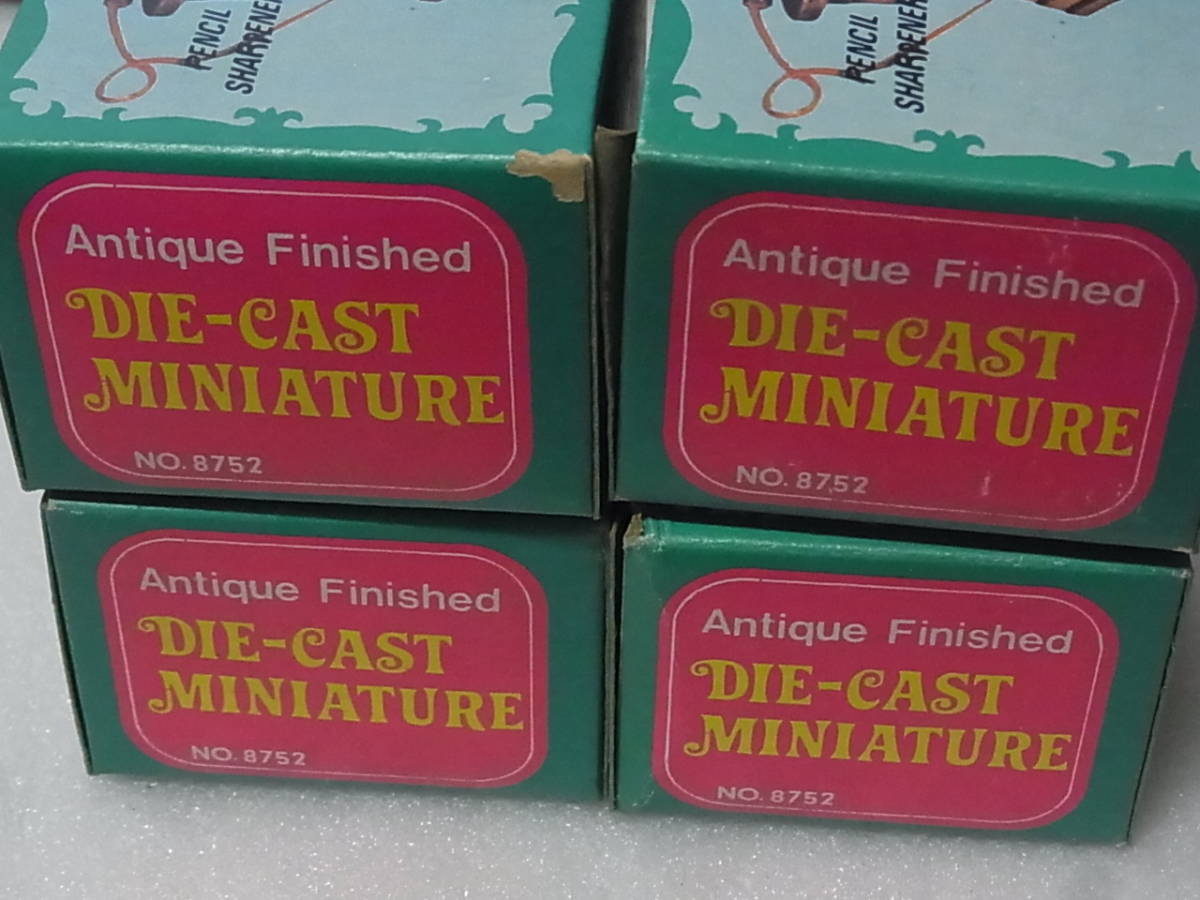 PENCIL
SHARPENER
PENCIL
SHARPENER
Antique Finished
DIE-CAST
MINIATURE
NO. 8752
Antique Finished
DIE-CAST
MINIATURE
NO. 8752
Antique Finished
DIE-CAST
MINIATURE
NO. 8752
Antique Finished
DIE-CAST
MINIATURE
NO. 8752